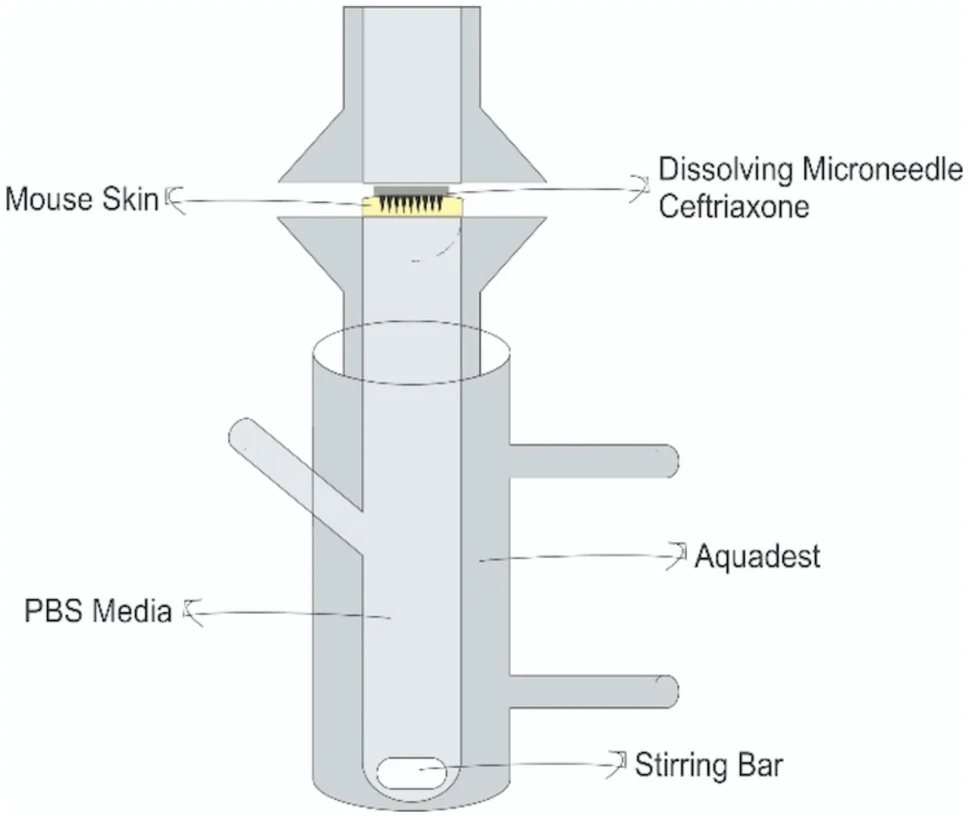 Dissolving Microneedle
Ceftriaxone
Mouse Skin
Aquadest
PBS Media
Stirring Bar